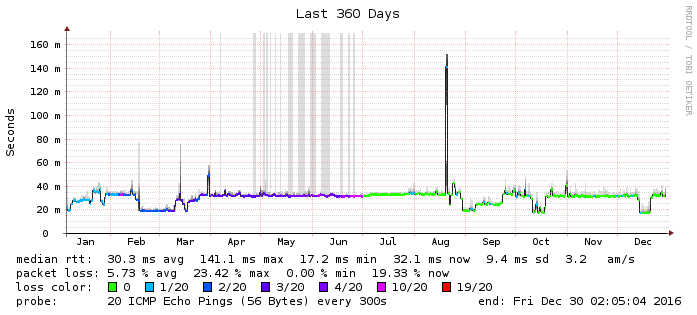 Last 360 Days
RRDTOOL / TOBI OETIKER
Seconds
160 m
140 m
120 m
100 m
80 m
60 m
40 m
20 m
0
Jan Feb Mar Apr May Jun Jul Aug Sep Oct Nov Dec
median rtt: 30.3 ms avg 141.1 ms max 17.2 ms min 32.1 ms now 9.4 ms sd 3.2 am/s
packet loss: 5.73 % avg 23.42 % max 0.00 % min 19.33 % now
loss color: 0 1/20 2/20 3/20 4/20 10/20 19/20
probe: 20 ICMP Echo Pings (56 Bytes) every 300s end: Fri Dec 30 02:05:04 2016